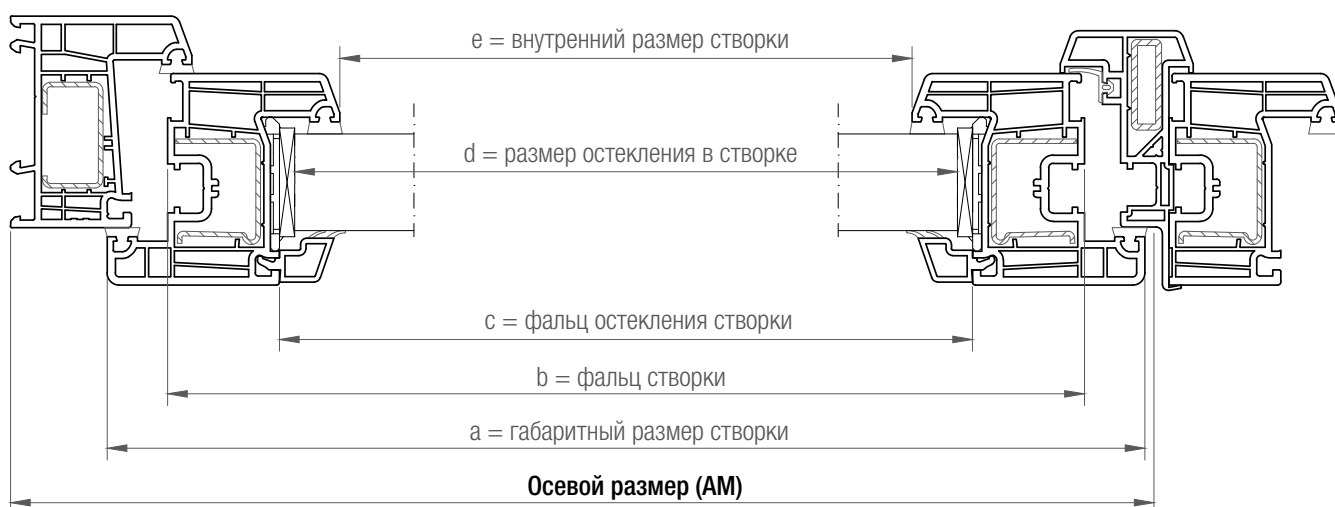 e = внутренний размер створки
d = размер остекления в створке
c = фальц остекления створки
b = фальц створки
a = габаритный размер створки
Осевой размер (AM)